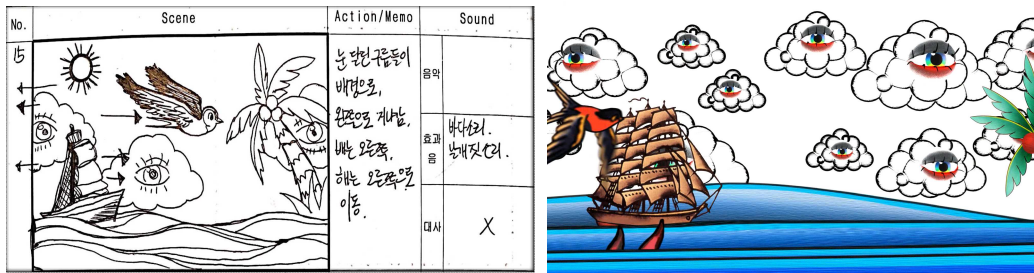 No.
Scene
Action/Memo
Sound
15
눈 달린 구름들이
배경으로,
왼쪽으로 지나감,
배는 오른쪽,
해는 오른쪽으로
이동.
음악
효과
음
바다소리.
날개짓 소리.
대사
X